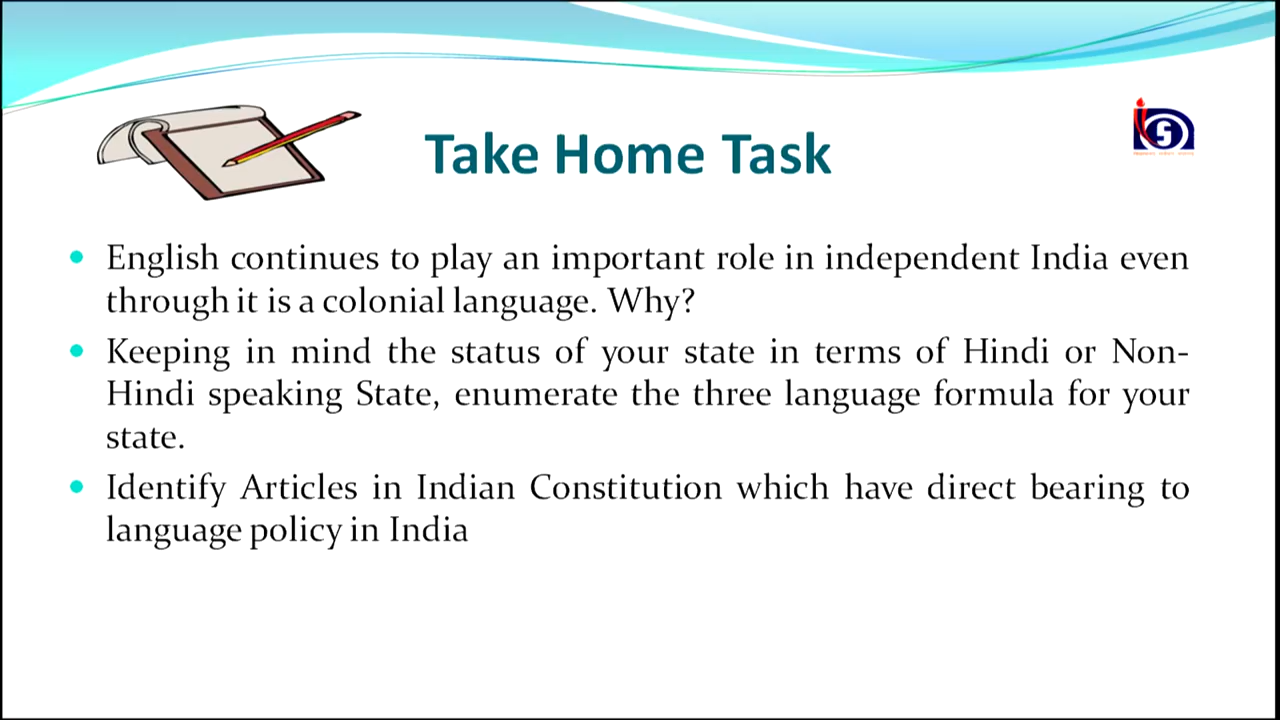 Take Home Task
English continues to play an important role in independent India even
through it is a colonial language. Why?
Keeping in mind the status of your state in terms of Hindi or Non-
Hindi speaking State, enumerate the three language formula for your
state.
Identify Articles in Indian Constitution which have direct bearing to
language policy in India